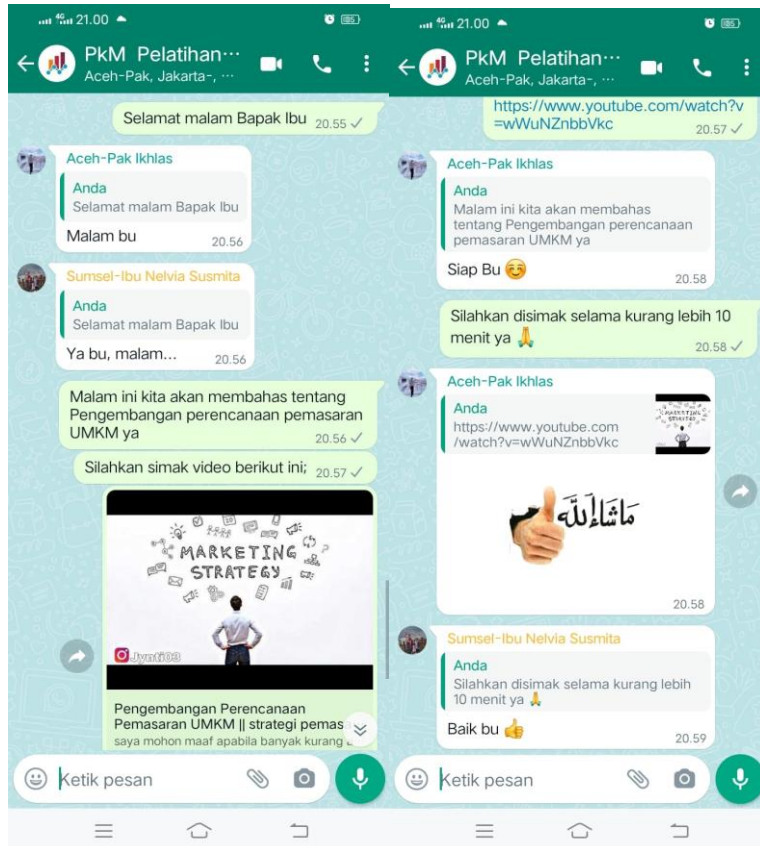 4G 21.00
PkM Pelatihan...
Aceh-Pak, Jakarta-, ...
Selamat malam Bapak Ibu 20.55
Aceh-Pak Ikhlas
Anda
Selamat malam Bapak Ibu
Malam bu 20.56
Sumsel-Ibu Nelvia Susmita
Anda
Selamat malam Bapak Ibu
Ya bu, malam... 20.56
Malam ini kita akan membahas tentang
Pengembangan perencanaan pemasaran
UMKM ya 20.56
Silahkan simak video berikut ini; 20.57
MARKETING
STRATEGY
Jynti03
Pengembangan Perencanaan
Pemasaran UMKM || strategi pemas
saya mohon maaf apabila banyak kurang
Ketik pesan
4G 21.00
PkM Pelatihan...
Aceh-Pak, Jakarta-, ...
https://www.youtube.com/watch?v
=wWuNZnbbVkc 20.57
Aceh-Pak Ikhlas
Anda
Malam ini kita akan membahas
tentang Pengembangan perencanaan
pemasaran UMKM ya
Siap Bu ☺️ 20.58
Silahkan disimak selama kurang lebih 10
menit ya 🙏 20.58
Aceh-Pak Ikhlas
Anda
https://www.youtube.com
/watch?v=wWuNZnbbVkc
MARKETING
STRATEGY
مَاشَاءَاللَّه
20.58
Sumsel-Ibu Nelvia Susmita
Anda
Silahkan disimak selama kurang lebih
10 menit ya 🙏
Baik bu 👍 20.59
Ketik pesan